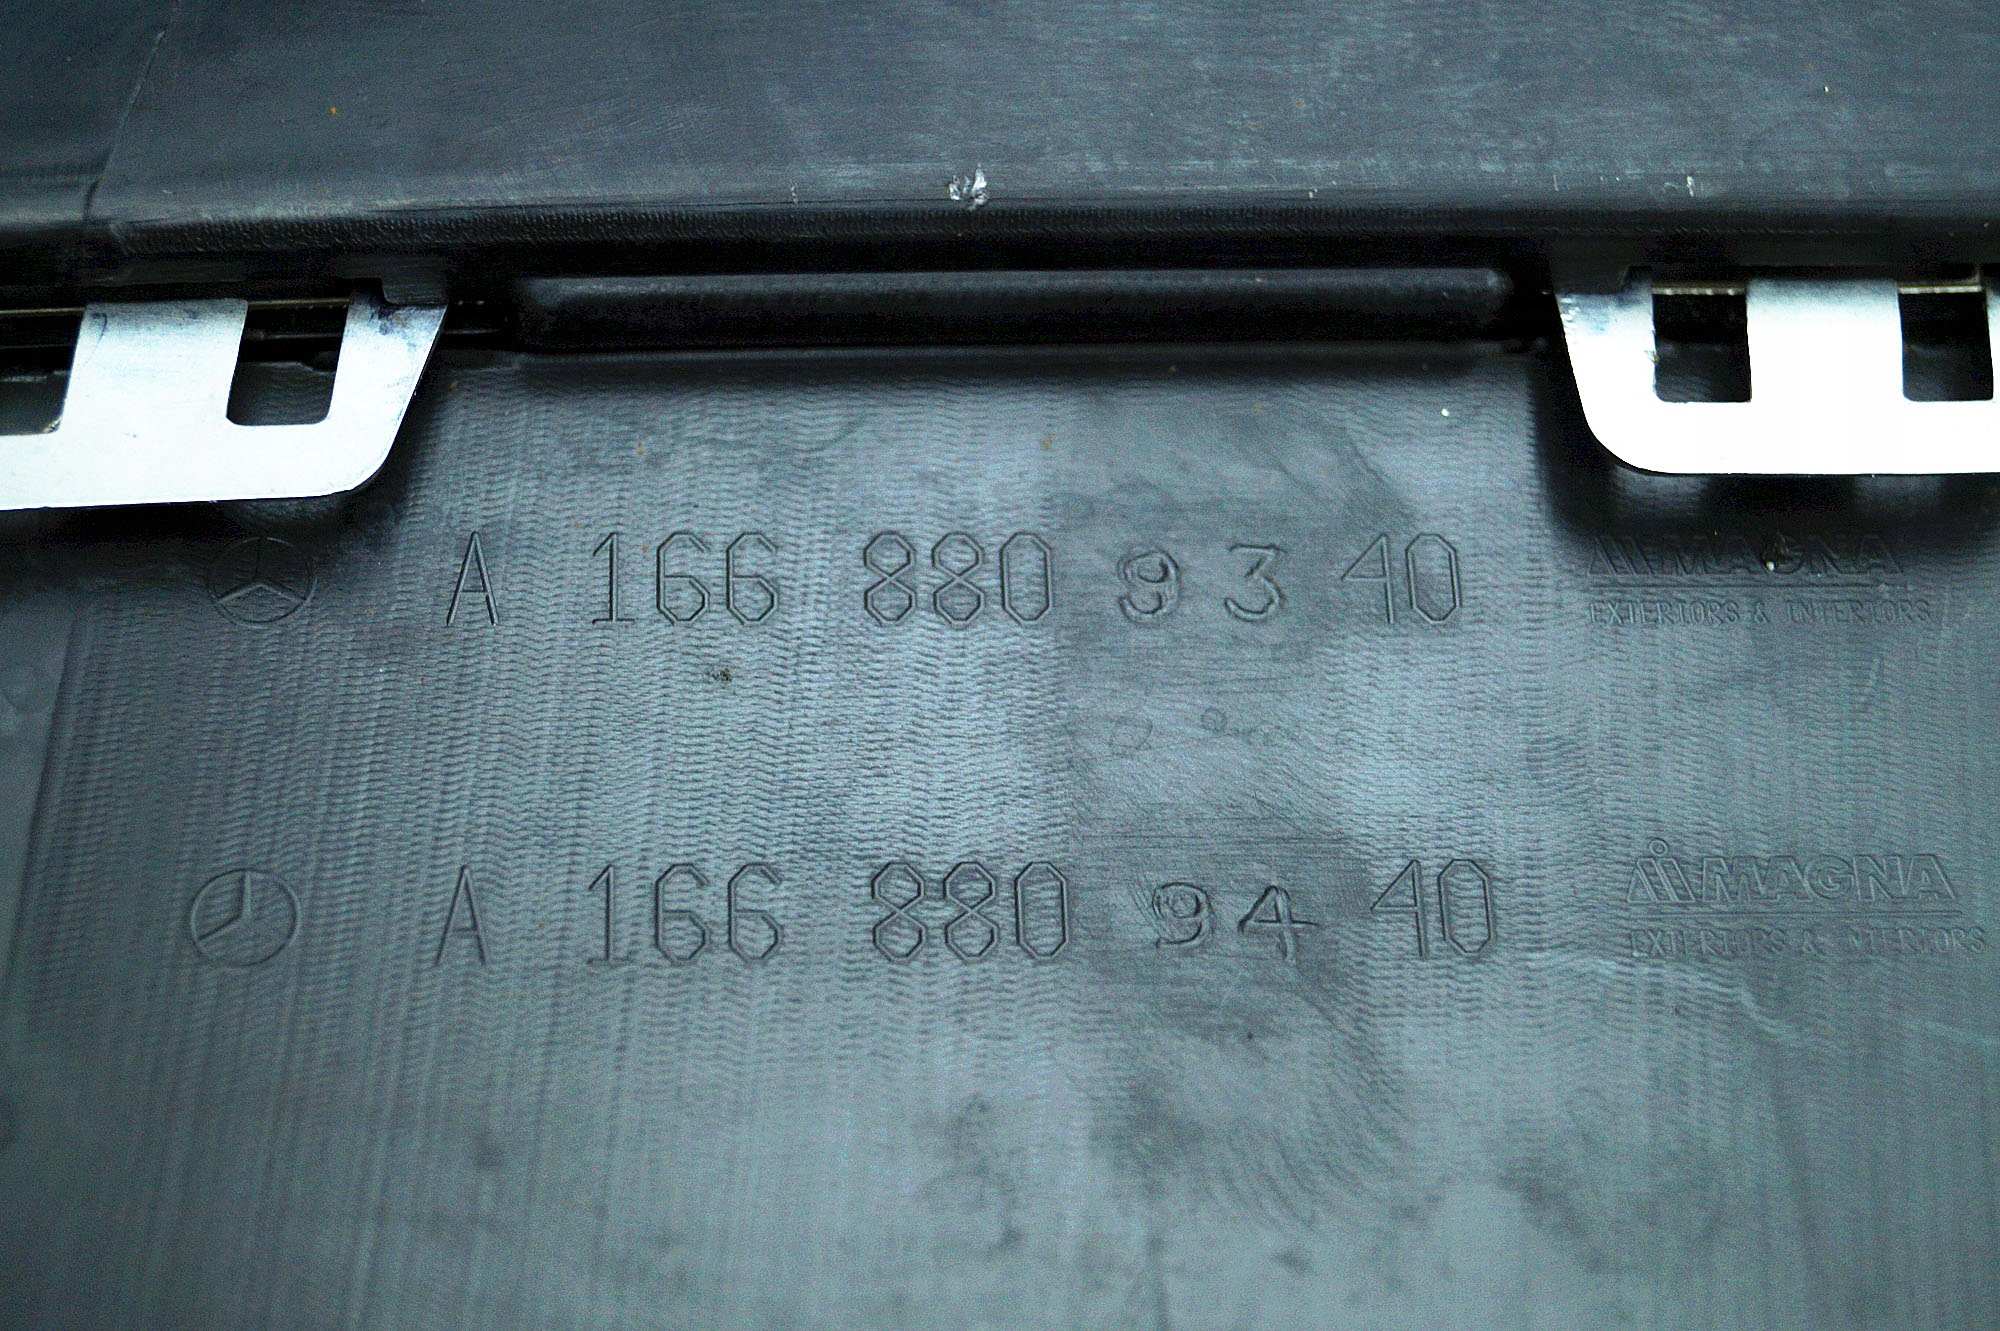 A 166 880 93 40 MAGNA
EXTERIORS & INTERIORS
A 166 880 94 40 MAGNA
EXTERIORS & INTERIORS